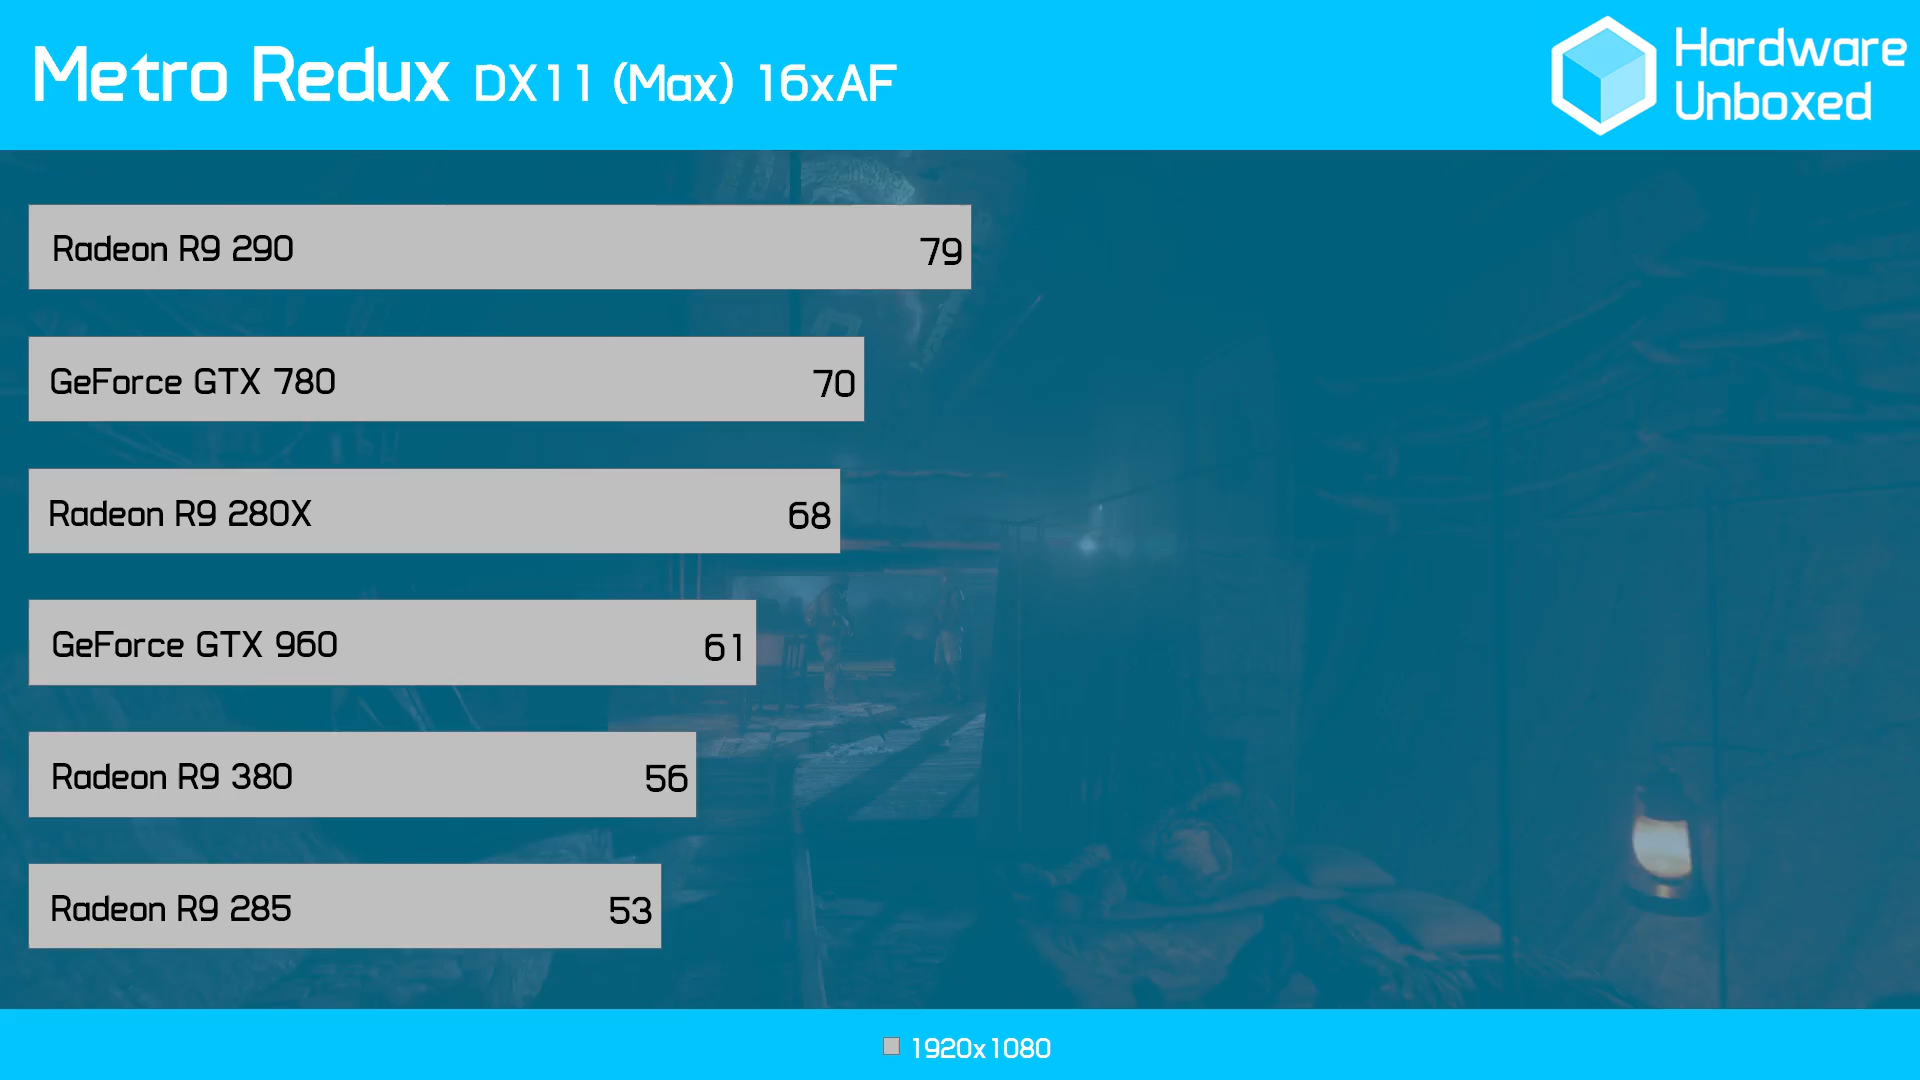 Metro Redux DX11 (Max) 16xAF
Hardware
Unboxed
Radeon R9 290 79
GeForce GTX 780 70
Radeon R9 280X 68
GeForce GTX 960 61
Radeon R9 380 56
Radeon R9 285 53
1920x1080